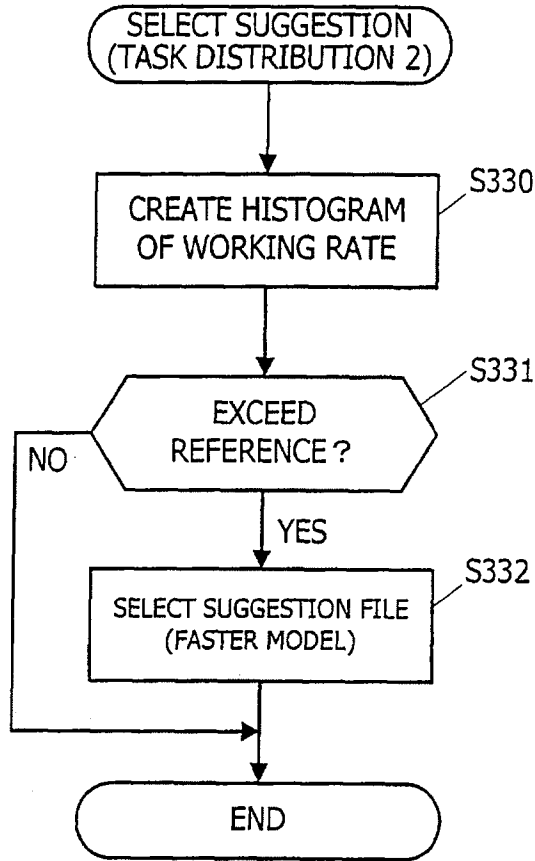 SELECT SUGGESTION
(TASK DISTRIBUTION 2)
S330
CREATE HISTOGRAM
OF WORKING RATE
S331
EXCEED
REFERENCE?
NO
YES
S332
SELECT SUGGESTION FILE
(FASTER MODEL)
END